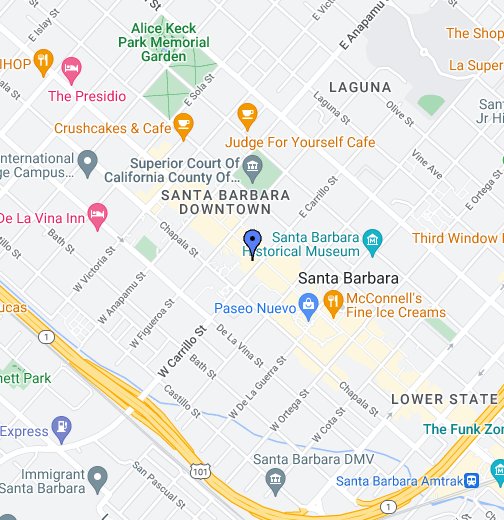 E Islay St
E Victoria St
E Anapamu St
Alice Keck
Park Memorial
Garden
The Shop
La Super
IHOP
The Presidio
E Sola St
LAGUNA
Laguna St
Olive St
E Ortega St
Santa
Jr Hi
Crushcakes & Cafe
Judge For Yourself Cafe
Vine Ave
International
ge Campus...
Superior Court Of
California County Of...
SANTA BARBARA
DOWNTOWN
E Carrillo St
De La Vina Inn
Bath St
W Victoria St
Chapala St
Santa Barbara
Historical Museum
Third Window
W Anapamu St
Santa Barbara
W Figueroa St
Paseo Nuevo
McConnell's
Fine Ice Creams
ucas
1
W Carrillo St
De La Vina St
Bath St
nett Park
Castillo St
W De La Guerra St
Chapala St
W Ortega St
W Cota St
LOWER STATE
The Funk Zon
Express
101
San Pascual St
Santa Barbara DMV
Immigrant
Santa Barbara
Santa Barbara Amtrak
1